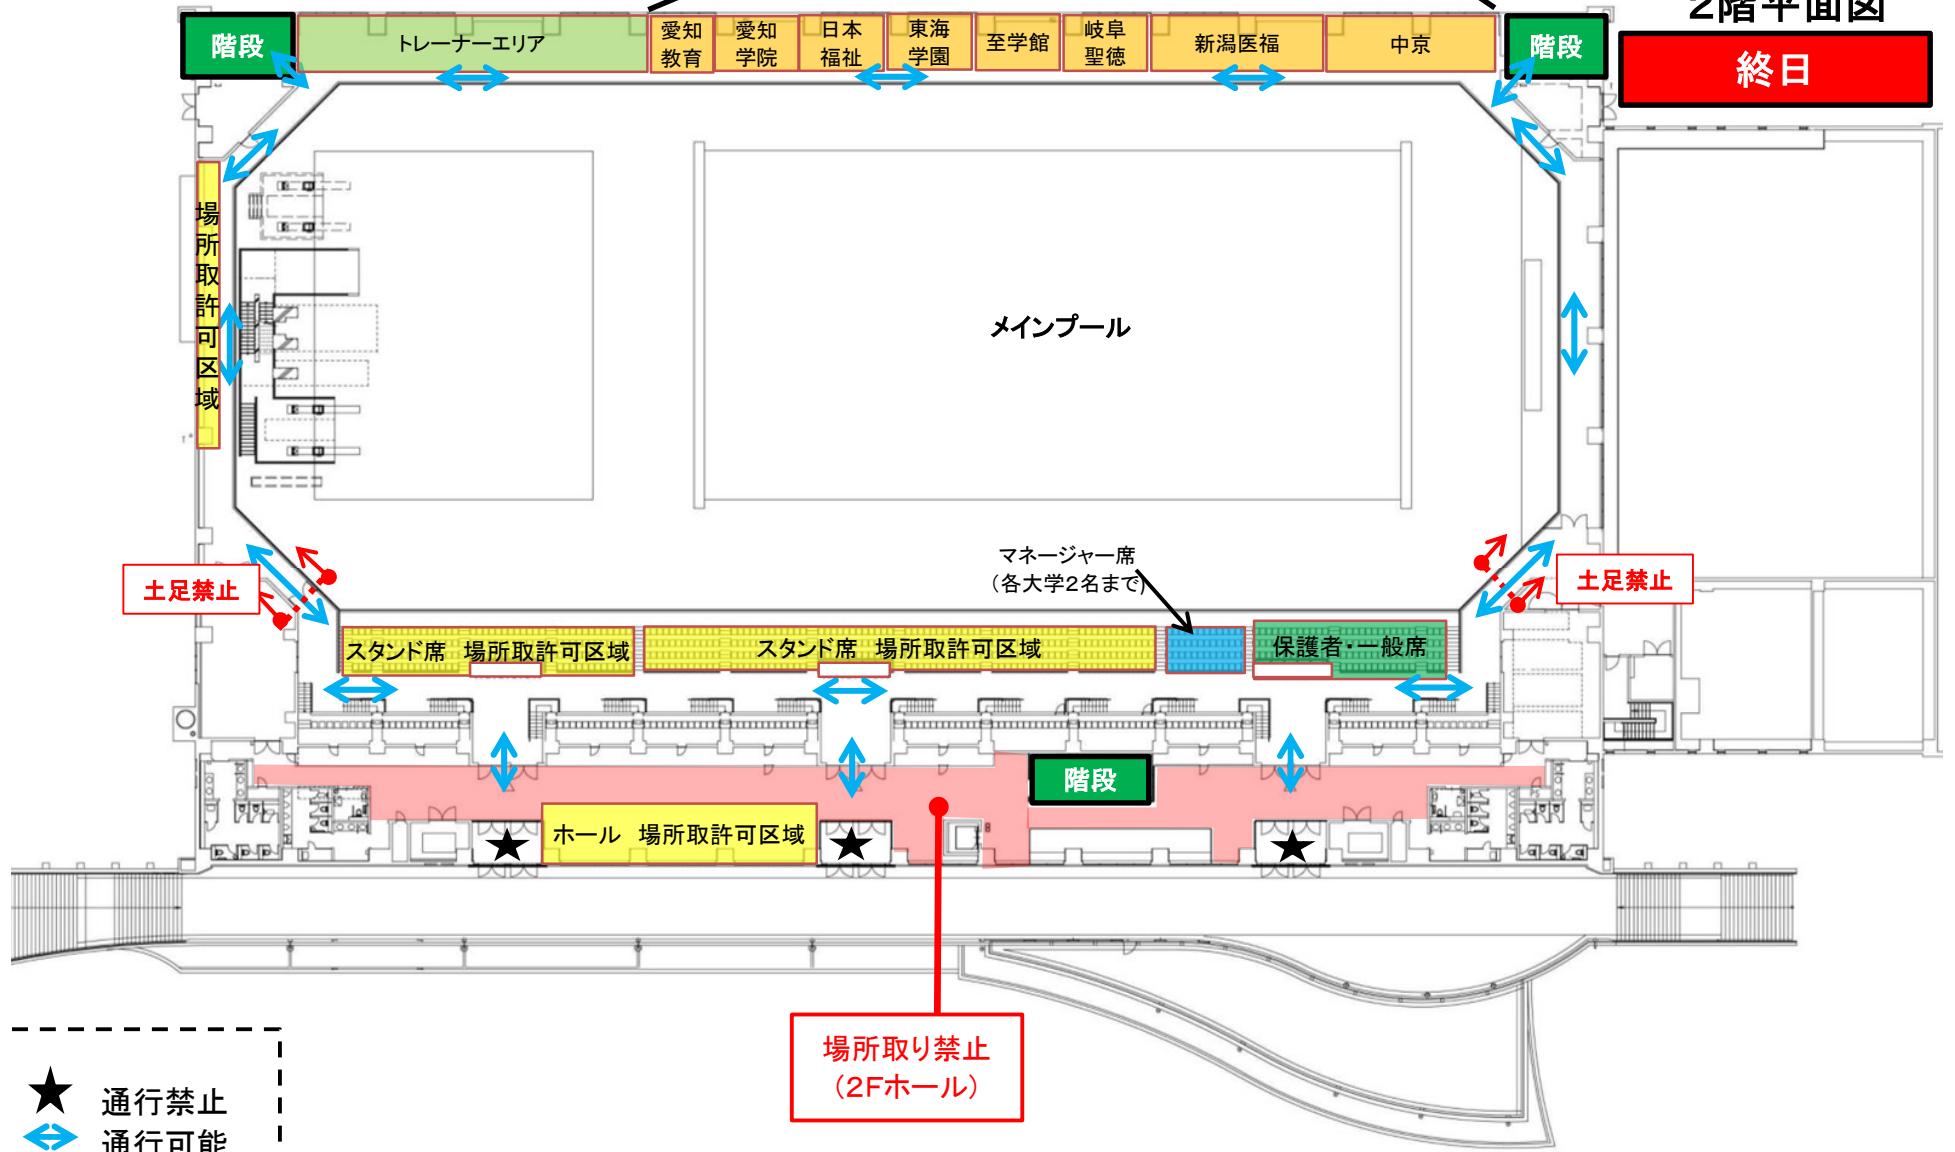 2階平面図
終日
階段
トレーナーエリア
愛知
教育
愛知
学院
日本
福祉
東海
学園
至学館
岐阜
聖徳
新潟医福
中京
階段
場所取許可区域
メインプール
マネージャー席
(各大学2名まで)
土足禁止
土足禁止
スタンド席 場所取許可区域
スタンド席 場所取許可区域
保護者・一般席
階段
ホール 場所取許可区域
場所取り禁止
(2Fホール)
★ 通行禁止
通行可能